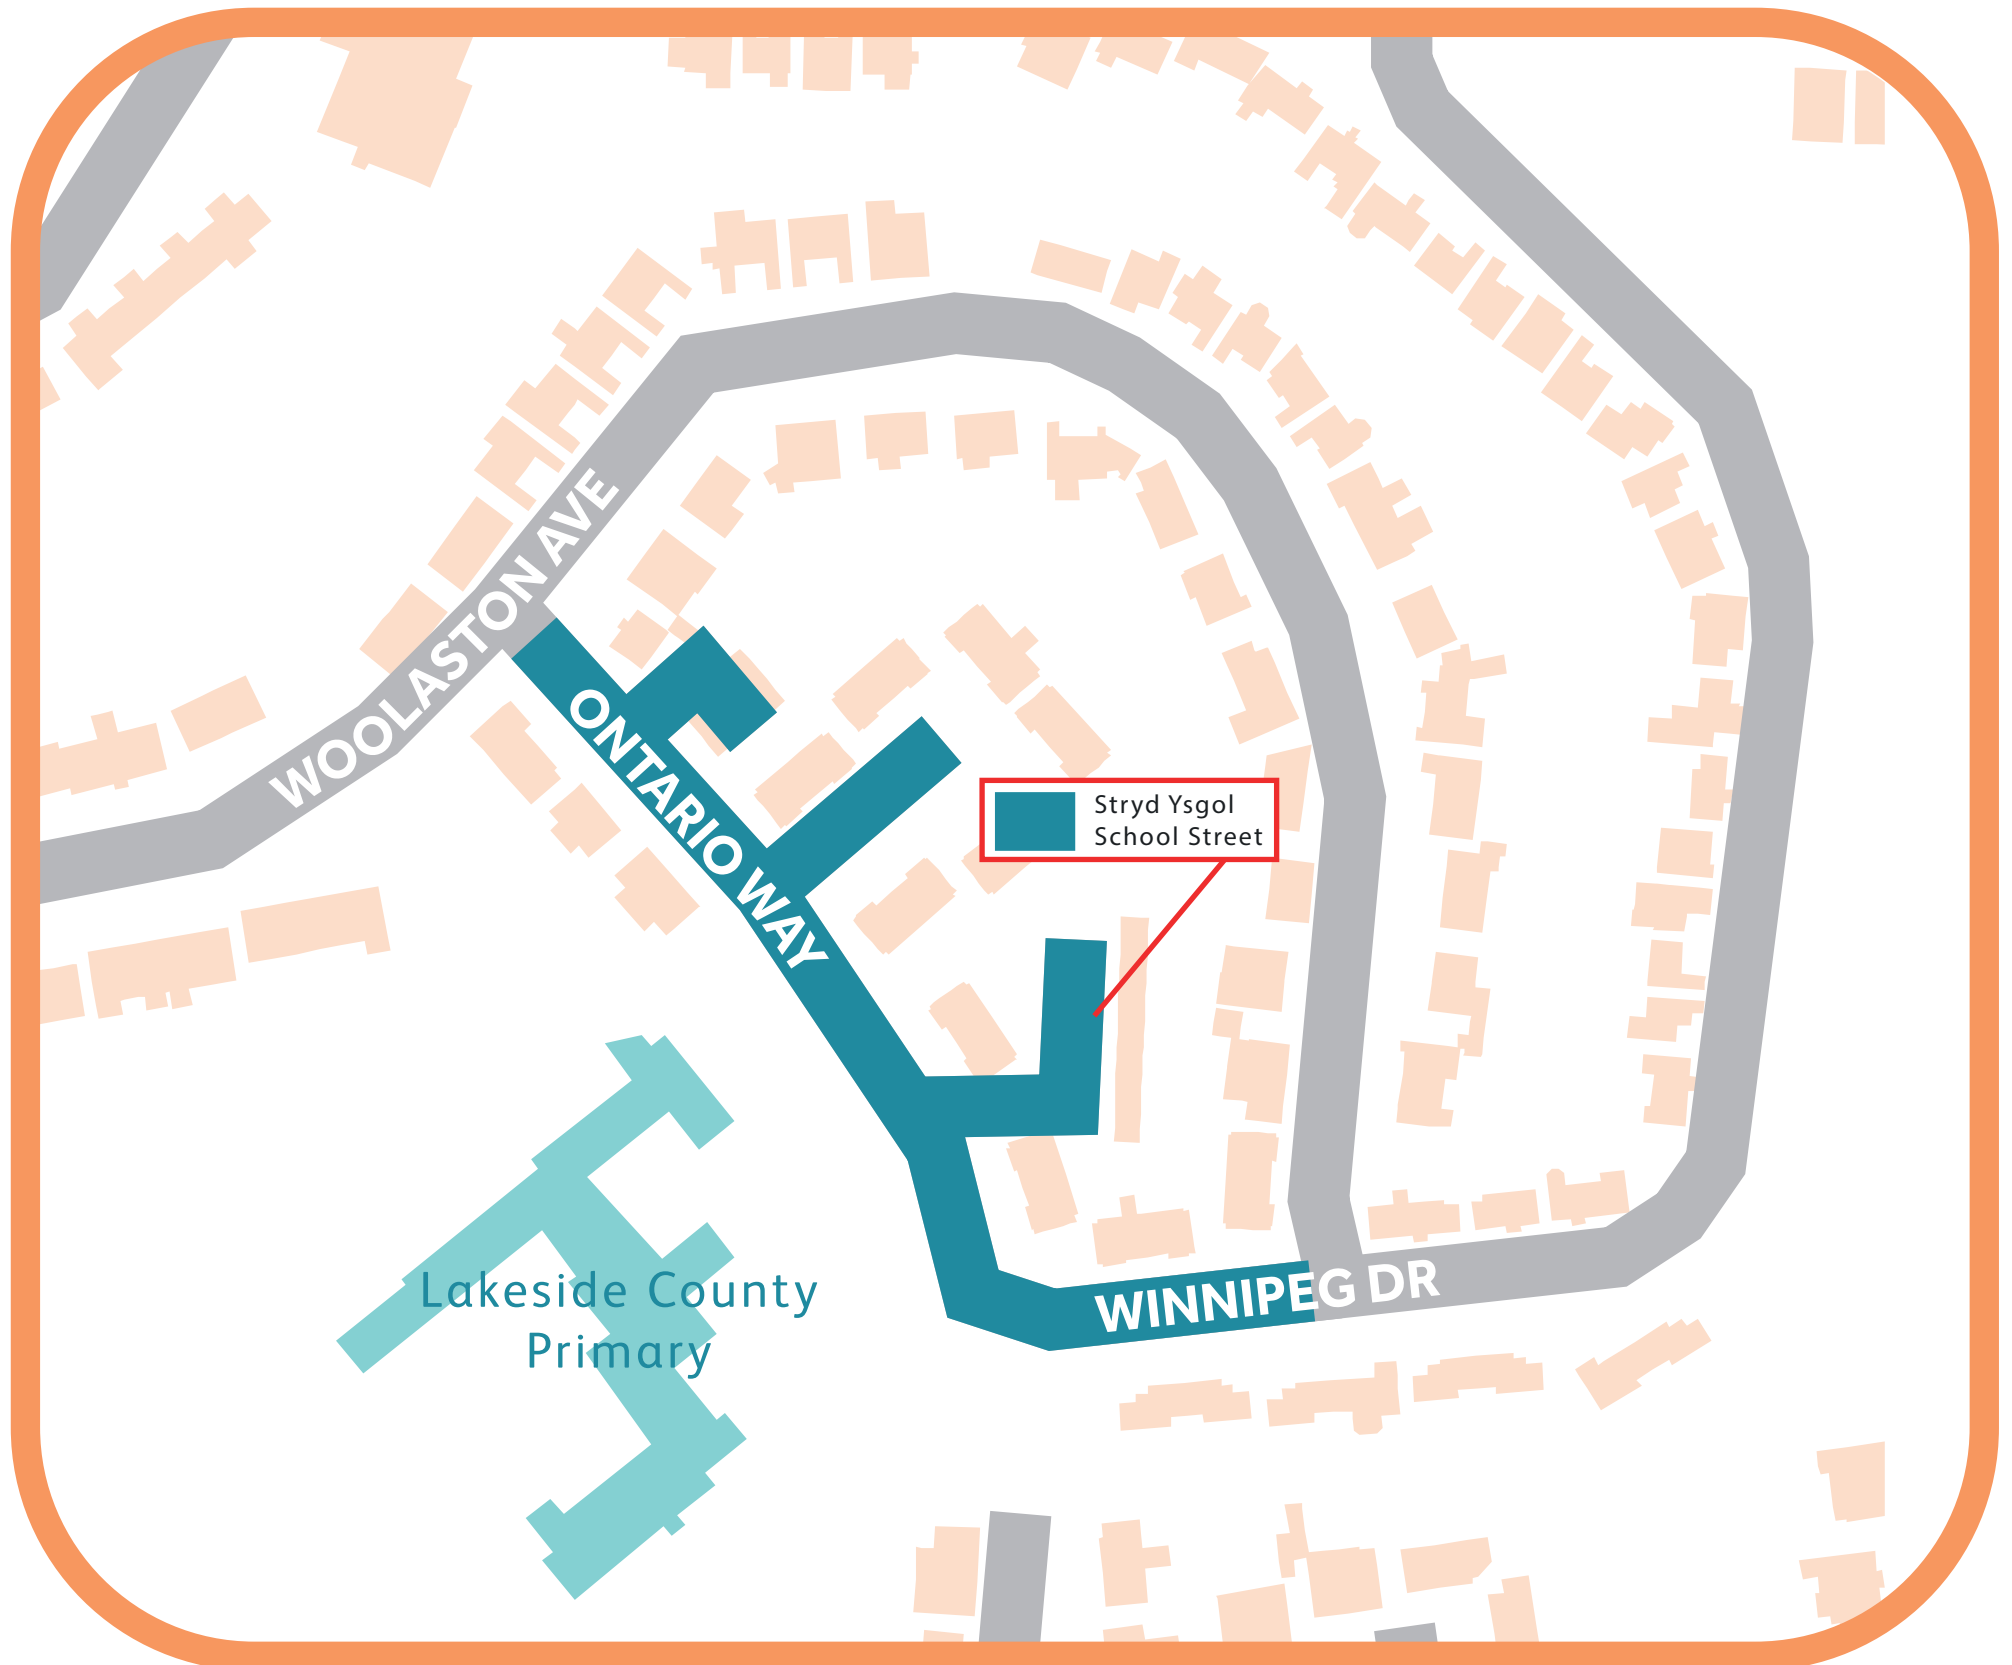 WOOLASTON AVE
ONTARIO WAY
Stryd Ysgol
School Street
Lakeside County
Primary
WINNIPEG DR